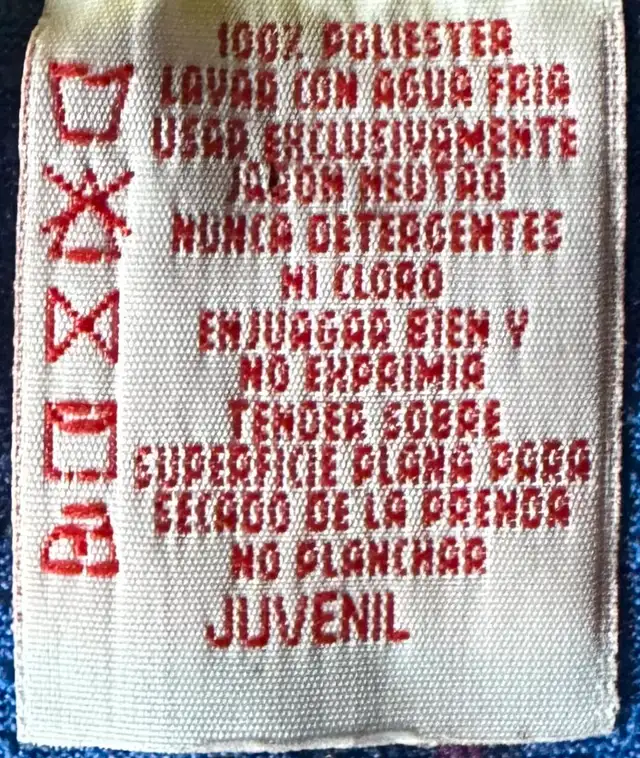 100% POLIESTER
LAVAR CON AGUA FRIA
USAR EXCLUSIVAMENTE
JABON NEUTRO
NUNCA DETERGENTES
NI CLORO
ENJUAGAR BIEN Y
NO EXPRIMIR
TENDER SOBRE
SUPERFICIE PLANA PARA
SECADO DE LA PRENDA
NO PLANCHAR
JUVENIL